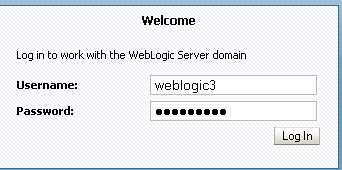 Welcome
Log in to work with the WebLogic Server domain
Username: weblogic3
Password: ●●●●●●●●●
Log In